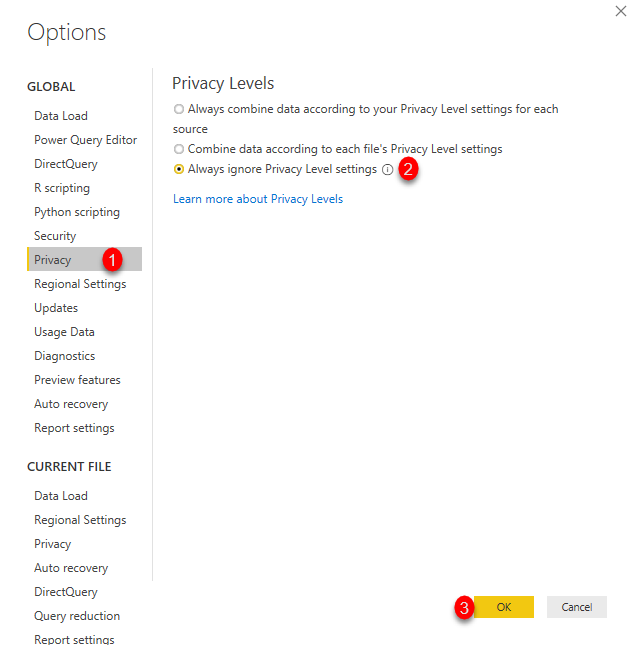 Options
GLOBAL
Data Load
Power Query Editor
DirectQuery
R scripting
Python scripting
Security
Privacy
1
Regional Settings
Updates
Usage Data
Diagnostics
Preview features
Auto recovery
Report settings
CURRENT FILE
Data Load
Regional Settings
Privacy
Auto recovery
DirectQuery
Query reduction
Report settings
Privacy Levels
Always combine data according to your Privacy Level settings for each
source
Combine data according to each file's Privacy Level settings
Always ignore Privacy Level settings 2
Learn more about Privacy Levels
3 OK Cancel